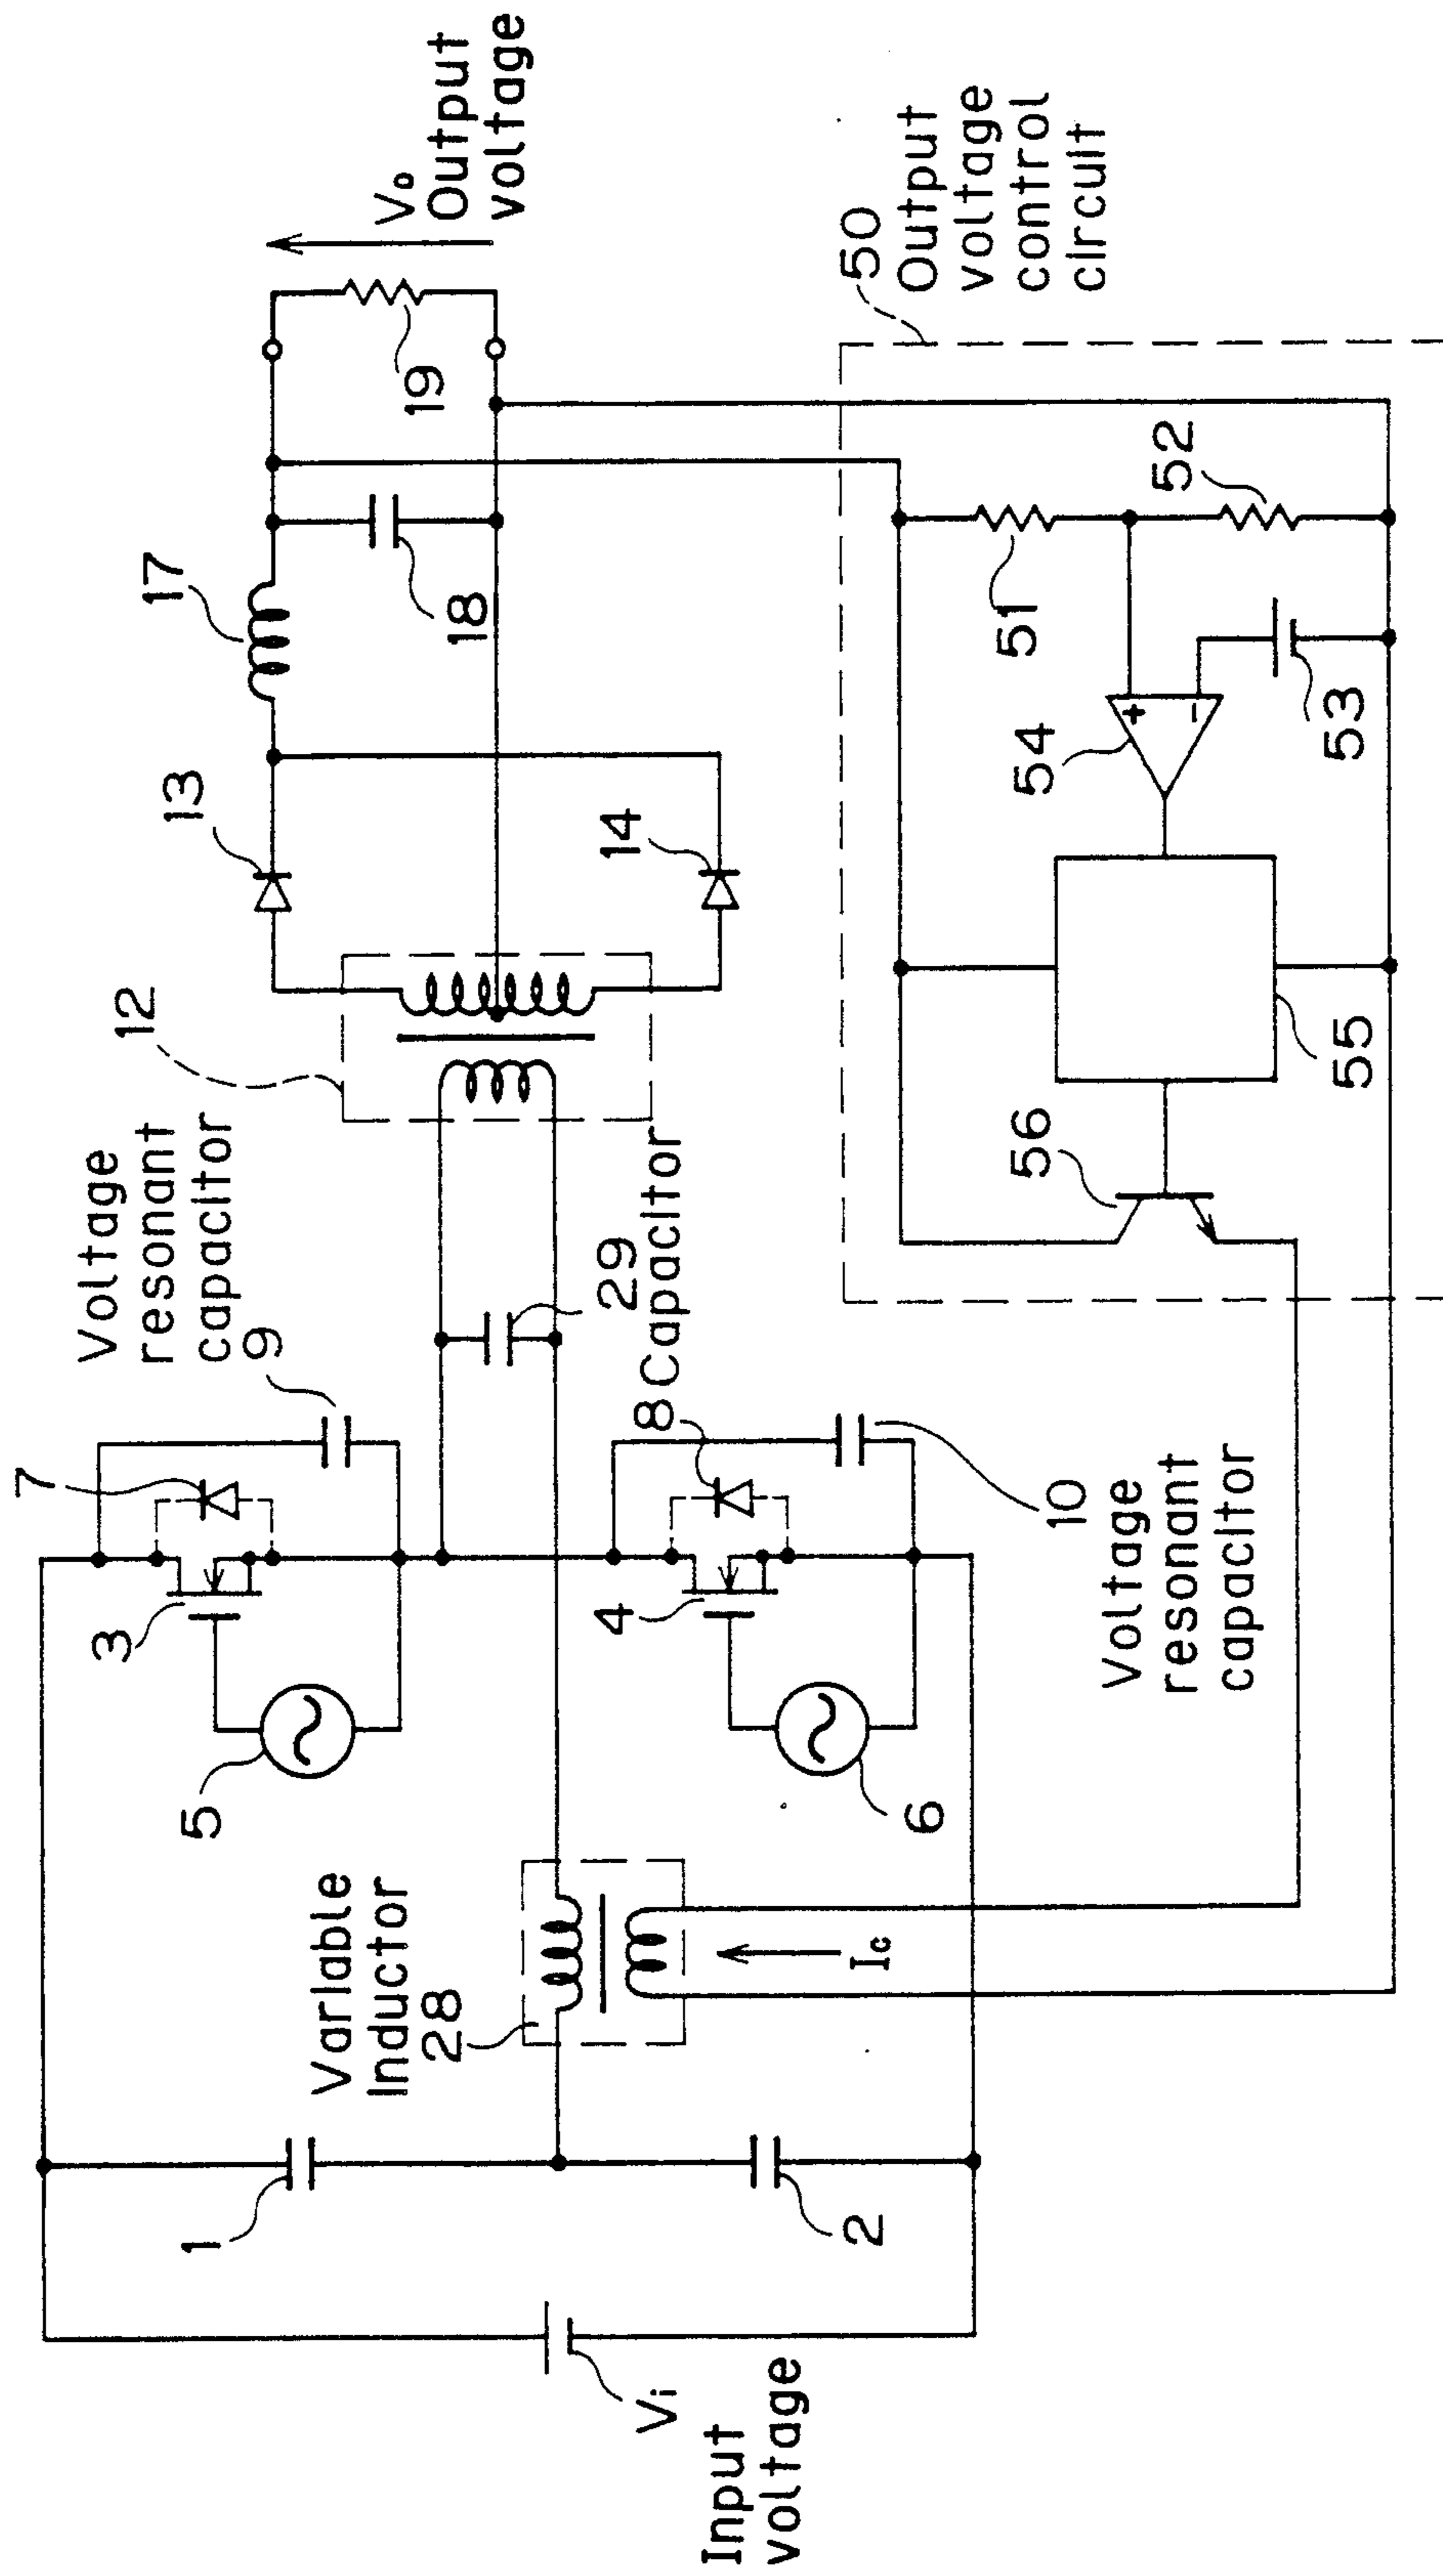 Voltage
resonant
capacitor
9
7
3
5
Variable
inductor
28
1
2
Vi
Input
voltage
12
13
14
17
18
19
Vo
Output
voltage
29
Capacitor
8
4
6
10
Voltage
resonant
capacitor
Ic
50
Output
voltage
control
circuit
51
52
53
54
+
−
55
56